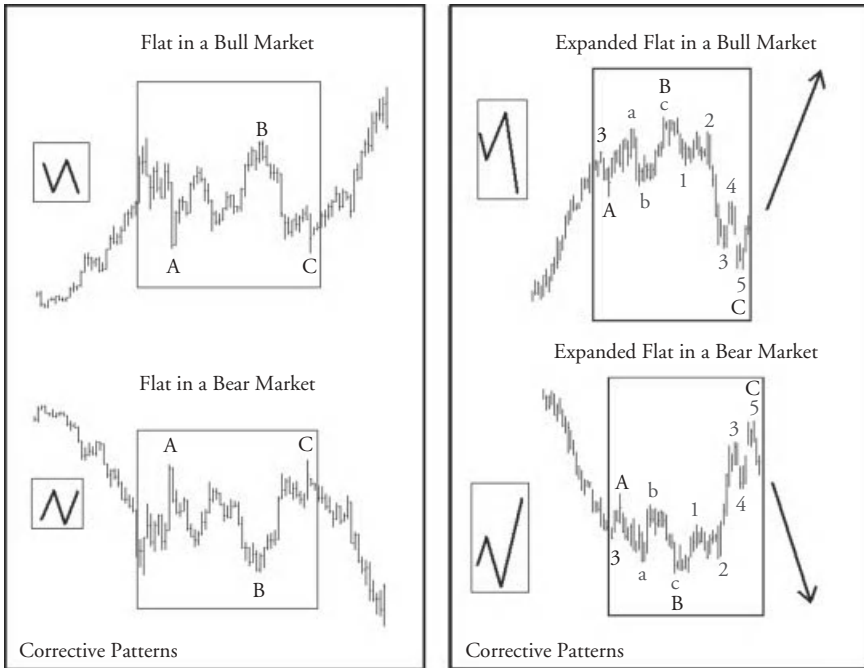 Flat in a Bull Market
B
A
C
Flat in a Bear Market
A
C
B
Corrective Patterns
Expanded Flat in a Bull Market
B
c
a
2
3
1
4
A
b
3
5
C
Expanded Flat in a Bear Market
C
5
3
A
b
1
4
3
a
2
c
B
Corrective Patterns